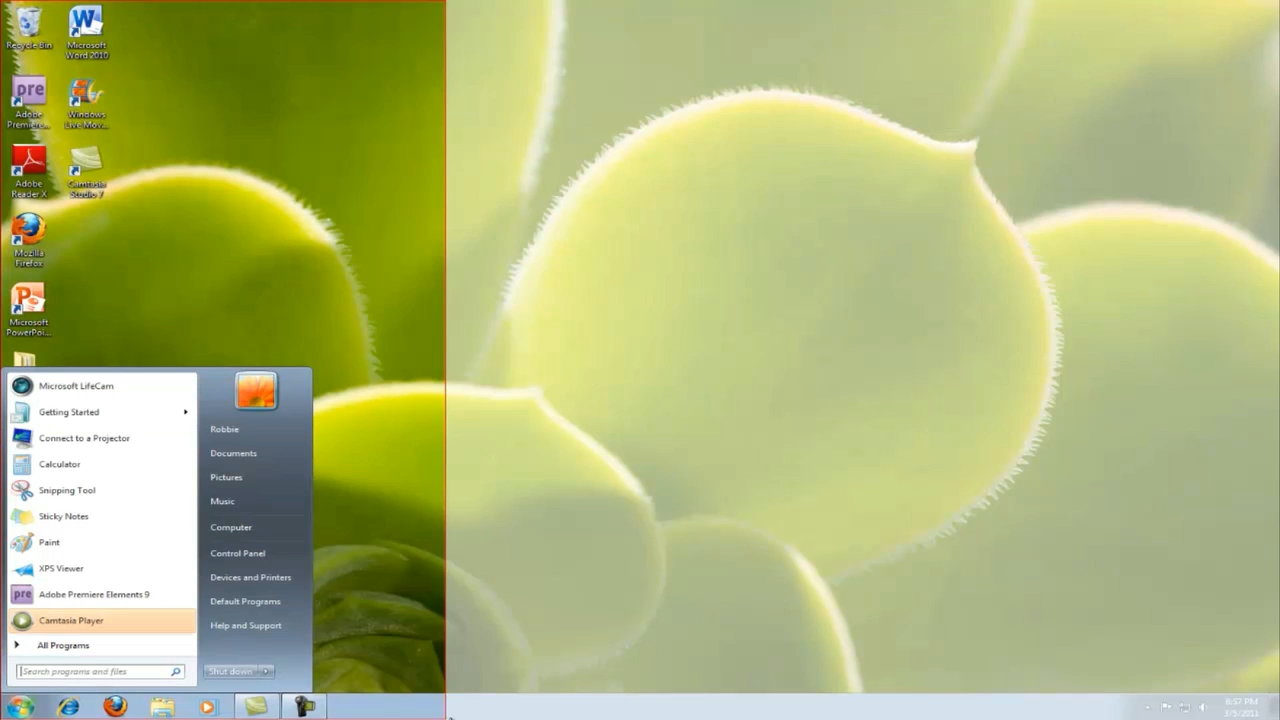 Recycle Bin
Microsoft
Word 2010
Adobe
Premiere...
Windows
Live Mov...
Adobe
Reader X
Camtasia
Studio 7
Mozilla
Firefox
Microsoft
PowerPoi...
Microsoft LifeCam
Getting Started
Connect to a Projector
Calculator
Snipping Tool
Sticky Notes
Paint
XPS Viewer
pre Adobe Premiere Elements 9
Camtasia Player
All Programs
Search programs and files
Robbie
Documents
Pictures
Music
Computer
Control Panel
Devices and Printers
Default Programs
Help and Support
Shut down
6:57 PM